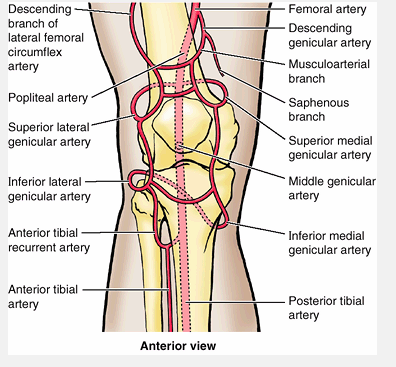 Descending
branch of
lateral femoral
circumflex
artery
Popliteal artery
Superior lateral
genicular artery
Inferior lateral
genicular artery
Anterior tibial
recurrent artery
Anterior tibial
artery
Femoral artery
Descending
genicular artery
Musculoarterial
branch
Saphenous
branch
Superior medial
genicular artery
Middle genicular
artery
Inferior medial
genicular artery
Posterior tibial
artery
Anterior view